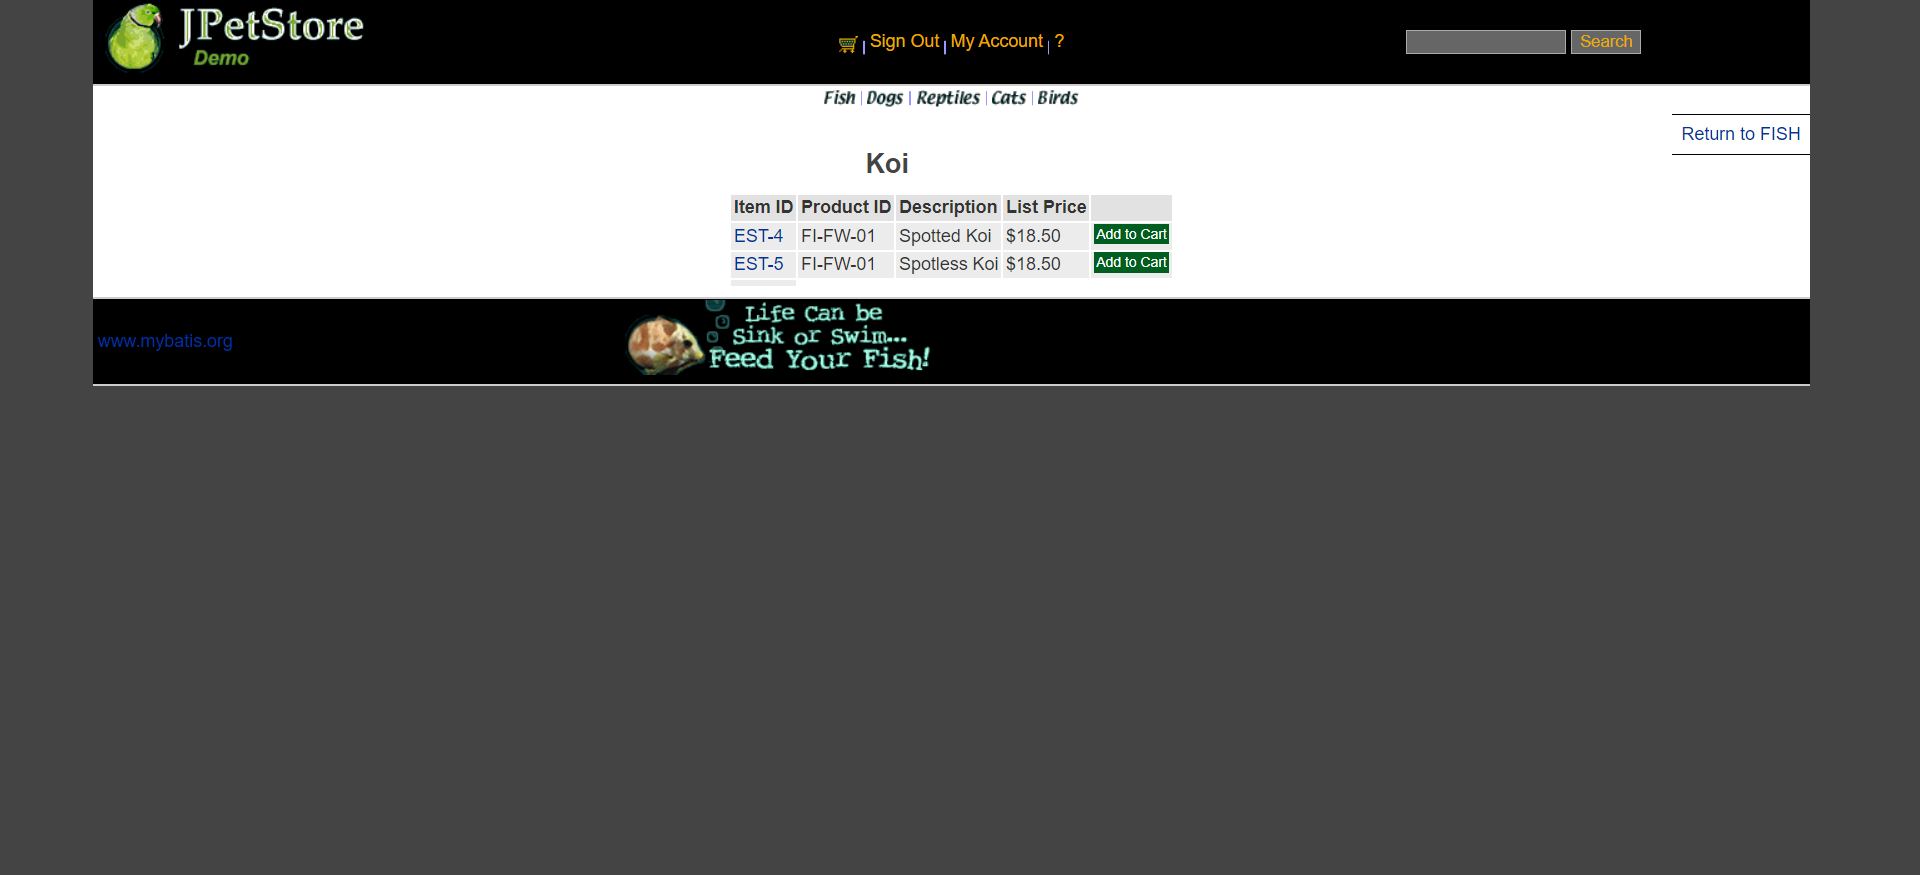 JPetStore
Demo
Sign Out | My Account | ?
Search
Fish | Dogs | Reptiles | Cats | Birds
Return to FISH
Koi
Item ID Product ID Description List Price
EST-4 FI-FW-01 Spotted Koi $18.50 Add to Cart
EST-5 FI-FW-01 Spotless Koi $18.50 Add to Cart
www.mybatis.org
Life Can be
Sink or Swim...
Feed Your Fish!